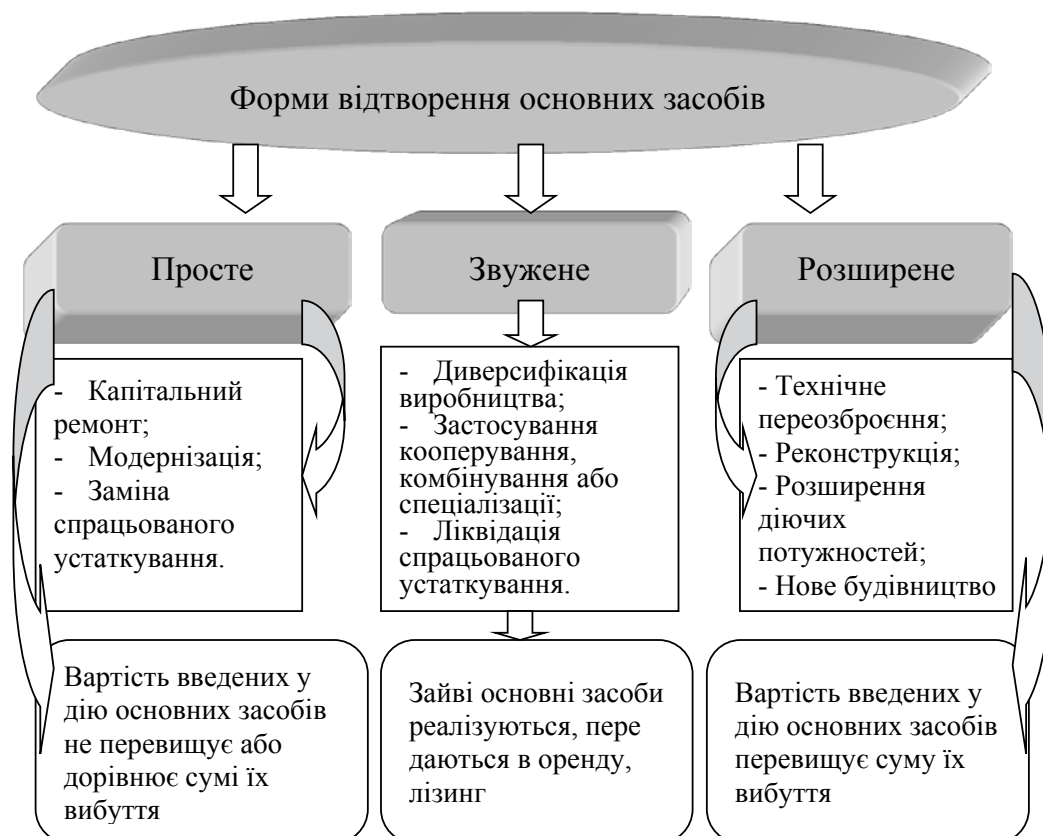 Форми відтворення основних засобів
Просте
Звужене
Розширене
- Капітальний
ремонт;
- Модернізація;
- Заміна
спрацьованого
устаткування.
- Диверсифікація
виробництва;
- Застосування
кооперування,
комбінування або
спеціалізації;
- Ліквідація
спрацьованого
устаткування.
- Технічне
переозброєння;
- Реконструкція;
- Розширення
діючих
потужностей;
- Нове будівництво
Вартість введених у
дію основних засобів
не перевищує або
дорівнює сумі їх
вибуття
Зайві основні засоби
реалізуються, пере
даються в оренду,
лізинг
Вартість введених у
дію основних засобів
перевищує суму їх
вибуття